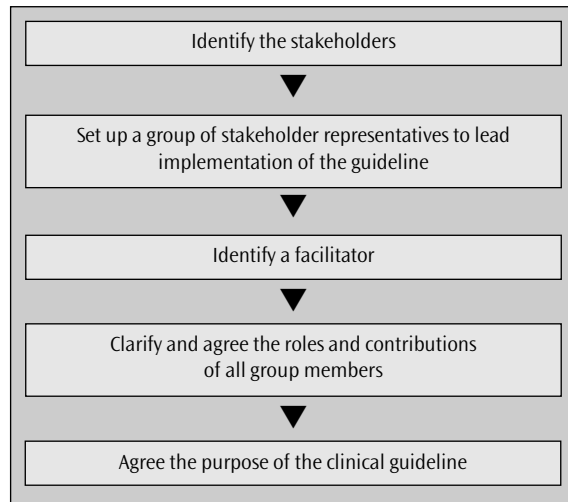 Identify the stakeholders
Set up a group of stakeholder representatives to lead
implementation of the guideline
Identify a facilitator
Clarify and agree the roles and contributions
of all group members
Agree the purpose of the clinical guideline